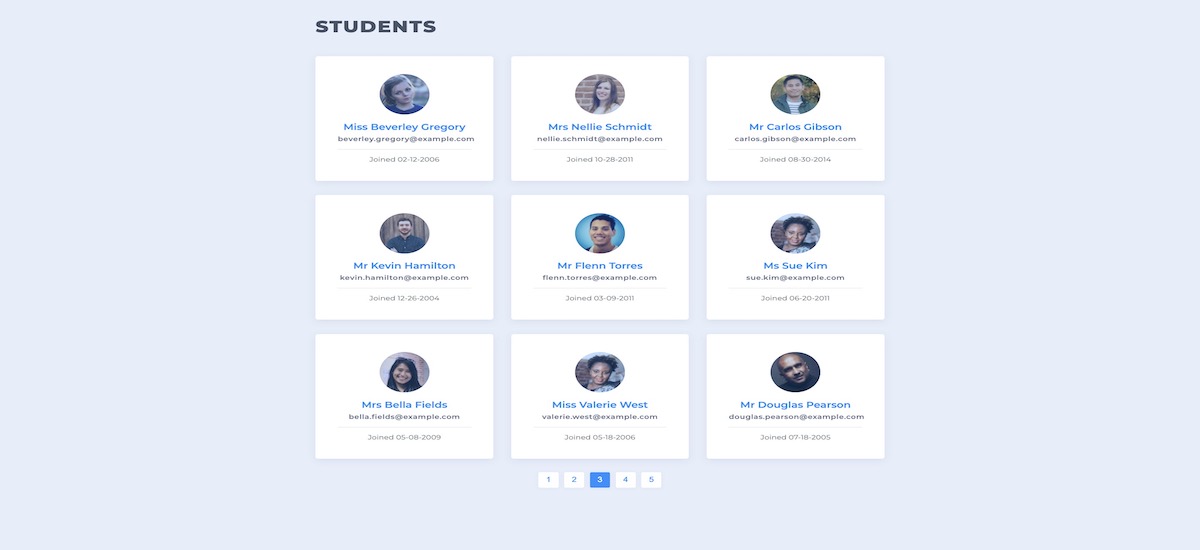 STUDENTS
Miss Beverley Gregory
beverley.gregory@example.com
Joined 02-12-2006
Mrs Nellie Schmidt
nellie.schmidt@example.com
Joined 10-28-2011
Mr Carlos Gibson
carlos.gibson@example.com
Joined 08-30-2014
Mr Kevin Hamilton
kevin.hamilton@example.com
Joined 12-26-2004
Mr Flenn Torres
flenn.torres@example.com
Joined 03-09-2011
Ms Sue Kim
sue.kim@example.com
Joined 06-20-2011
Mrs Bella Fields
bella.fields@example.com
Joined 05-08-2009
Miss Valerie West
valerie.west@example.com
Joined 05-18-2006
Mr Douglas Pearson
douglas.pearson@example.com
Joined 07-18-2005
1 2 3 4 5